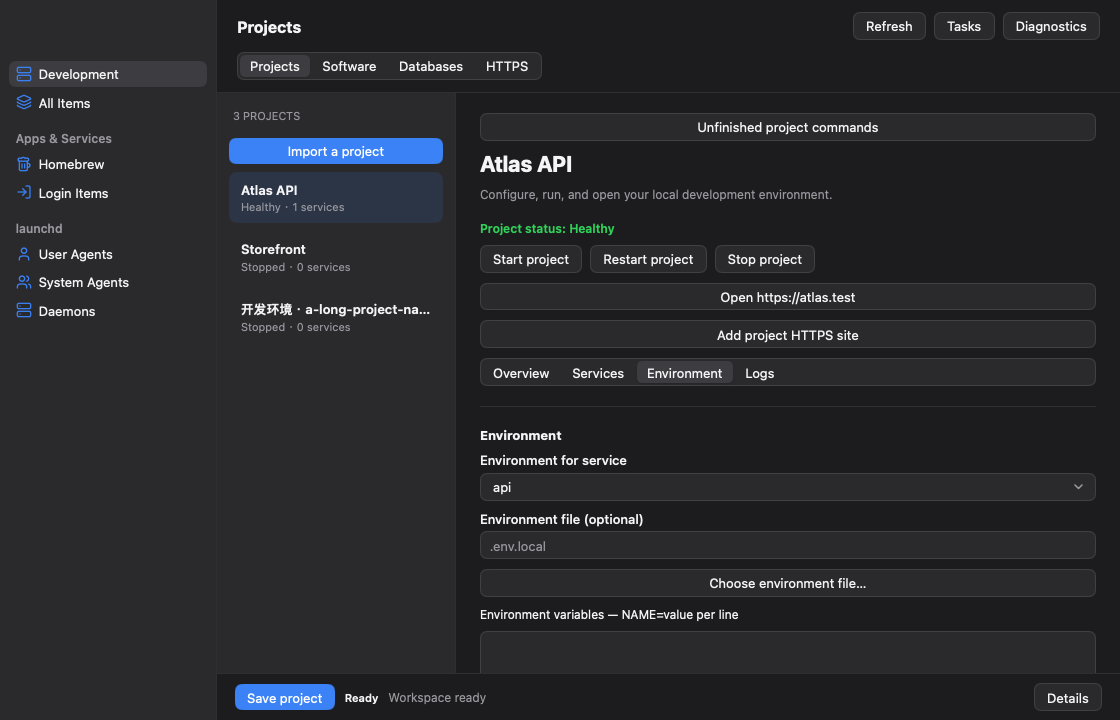 Development
All Items
Apps & Services
Homebrew
Login Items
launchd
User Agents
System Agents
Daemons
Projects
Refresh
Tasks
Diagnostics
Projects
Software
Databases
HTTPS
3 PROJECTS
Import a project
Atlas API
Healthy · 1 services
Storefront
Stopped · 0 services
开发环境 · a-long-project-na...
Stopped · 0 services
Unfinished project commands
Atlas API
Configure, run, and open your local development environment.
Project status: Healthy
Start project
Restart project
Stop project
Open https://atlas.test
Add project HTTPS site
Overview
Services
Environment
Logs
Environment
Environment for service
api
Environment file (optional)
.env.local
Choose environment file...
Environment variables — NAME=value per line
Save project
Ready
Workspace ready
Details